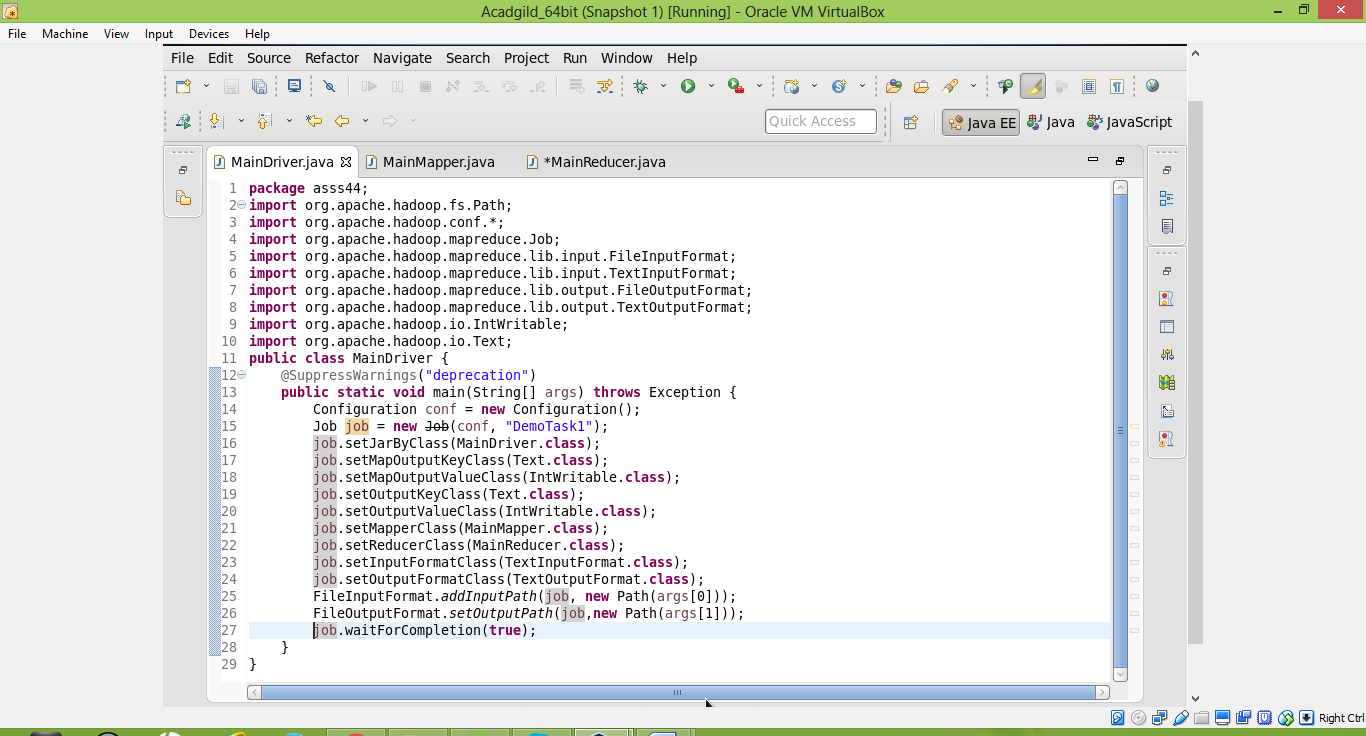 Acadgild_64bit (Snapshot 1) [Running] - Oracle VM VirtualBox
File Machine View Input Devices Help
File Edit Source Refactor Navigate Search Project Run Window Help
Quick Access
Java EE Java JavaScript
MainDriver.java MainMapper.java *MainReducer.java
1 package asss44;
2 import org.apache.hadoop.fs.Path;
3 import org.apache.hadoop.conf.*;
4 import org.apache.hadoop.mapreduce.Job;
5 import org.apache.hadoop.mapreduce.lib.input.FileInputFormat;
6 import org.apache.hadoop.mapreduce.lib.input.TextInputFormat;
7 import org.apache.hadoop.mapreduce.lib.output.FileOutputFormat;
8 import org.apache.hadoop.mapreduce.lib.output.TextOutputFormat;
9 import org.apache.hadoop.io.IntWritable;
10 import org.apache.hadoop.io.Text;
11 public class MainDriver {
12 @SuppressWarnings("deprecation")
13 public static void main(String[] args) throws Exception {
14 Configuration conf = new Configuration();
15 Job job = new Job(conf, "DemoTask1");
16 job.setJarByClass(MainDriver.class);
17 job.setMapOutputKeyClass(Text.class);
18 job.setMapOutputValueClass(IntWritable.class);
19 job.setOutputKeyClass(Text.class);
20 job.setOutputValueClass(IntWritable.class);
21 job.setMapperClass(MainMapper.class);
22 job.setReducerClass(MainReducer.class);
23 job.setInputFormatClass(TextInputFormat.class);
24 job.setOutputFormatClass(TextOutputFormat.class);
25 FileInputFormat.addInputPath(job, new Path(args[0]));
26 FileOutputFormat.setOutputPath(job,new Path(args[1]));
27 job.waitForCompletion(true);
28 }
29 }
Right Ctrl